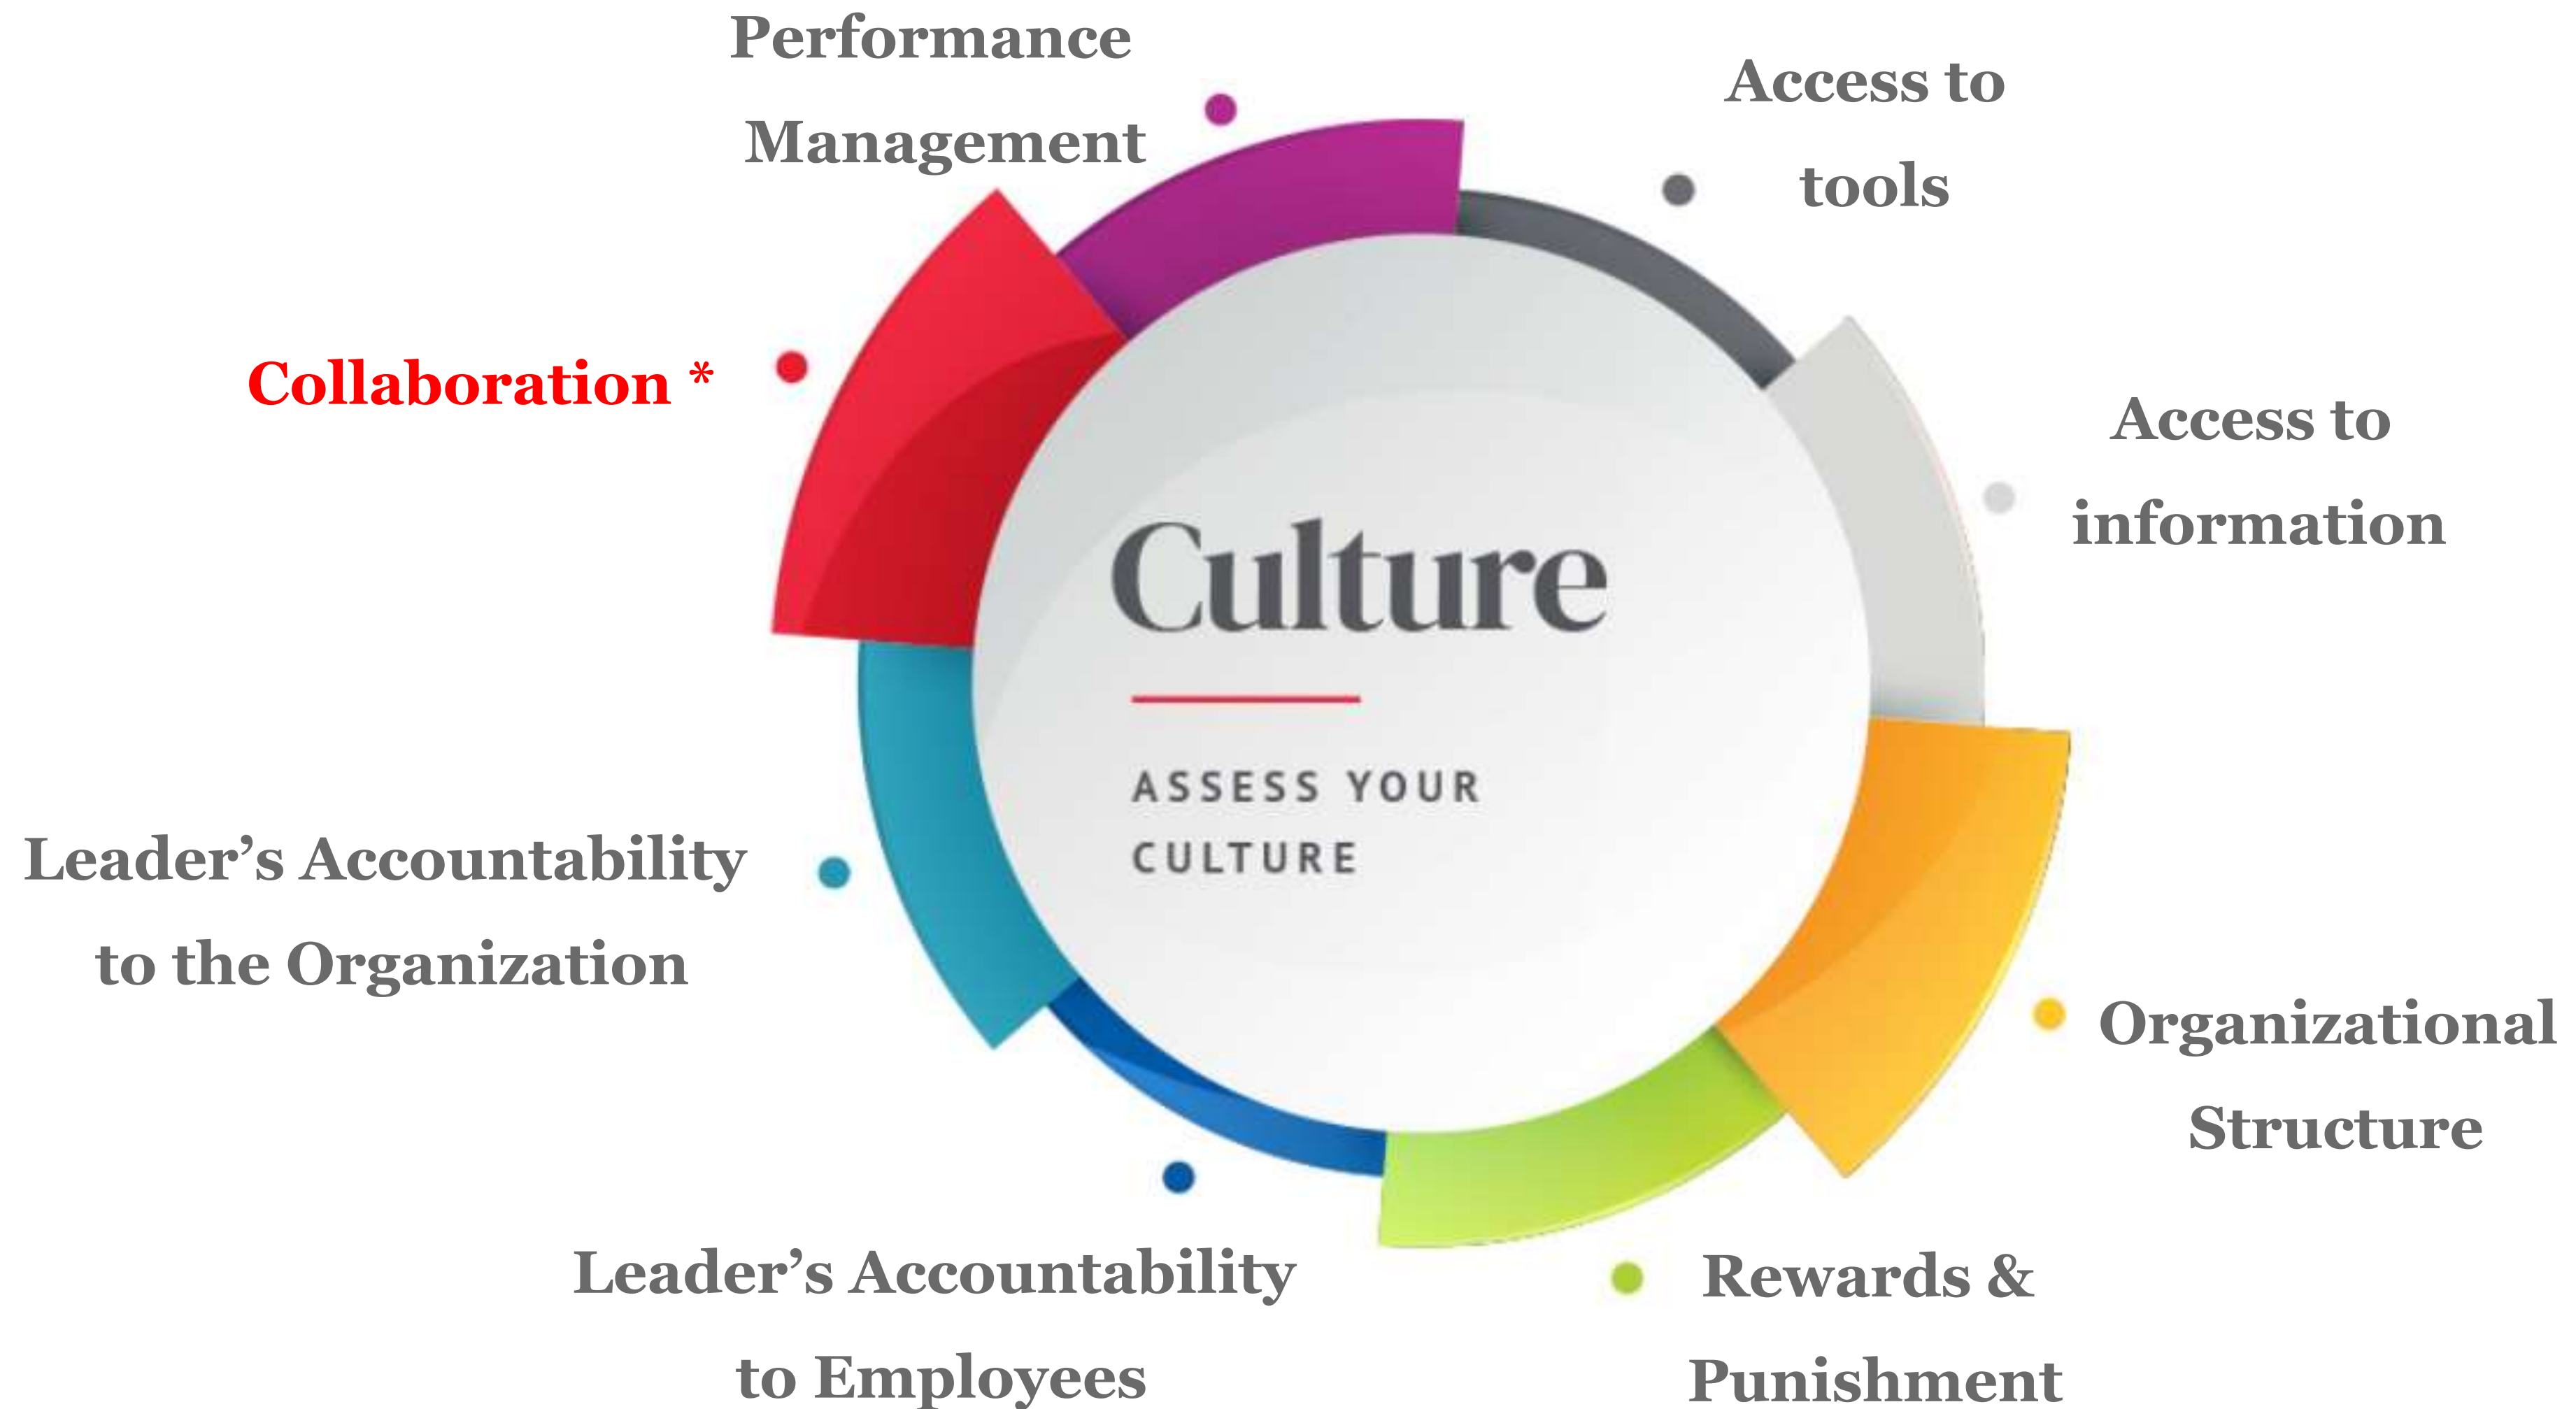 Performance
Management
Access to
tools
Collaboration *
Access to
information
Culture
ASSESS YOUR
CULTURE
Leader’s Accountability
to the Organization
Organizational
Structure
Leader’s Accountability
to Employees
Rewards &
Punishment